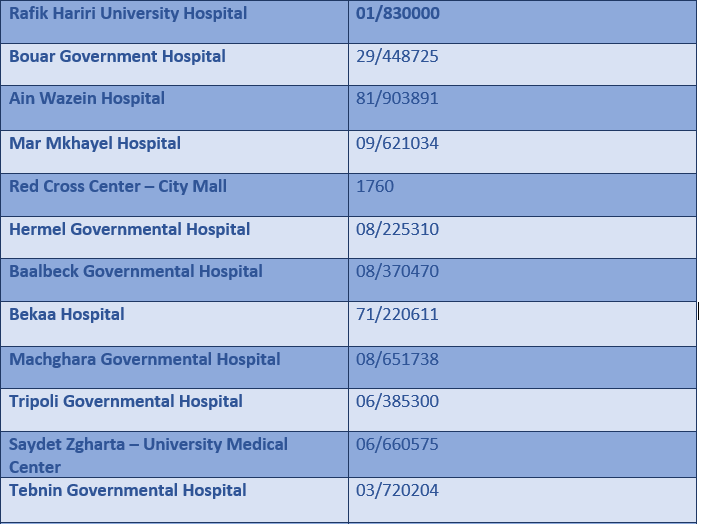 Rafik Hariri University Hospital 01/830000
Bouar Government Hospital 29/448725
Ain Wazein Hospital 81/903891
Mar Mkhayel Hospital 09/621034
Red Cross Center – City Mall 1760
Hermel Governmental Hospital 08/225310
Baalbeck Governmental Hospital 08/370470
Bekaa Hospital 71/220611
Machghara Governmental Hospital 08/651738
Tripoli Governmental Hospital 06/385300
Saydet Zgharta – University Medical 06/660575
Center
Tebnin Governmental Hospital 03/720204